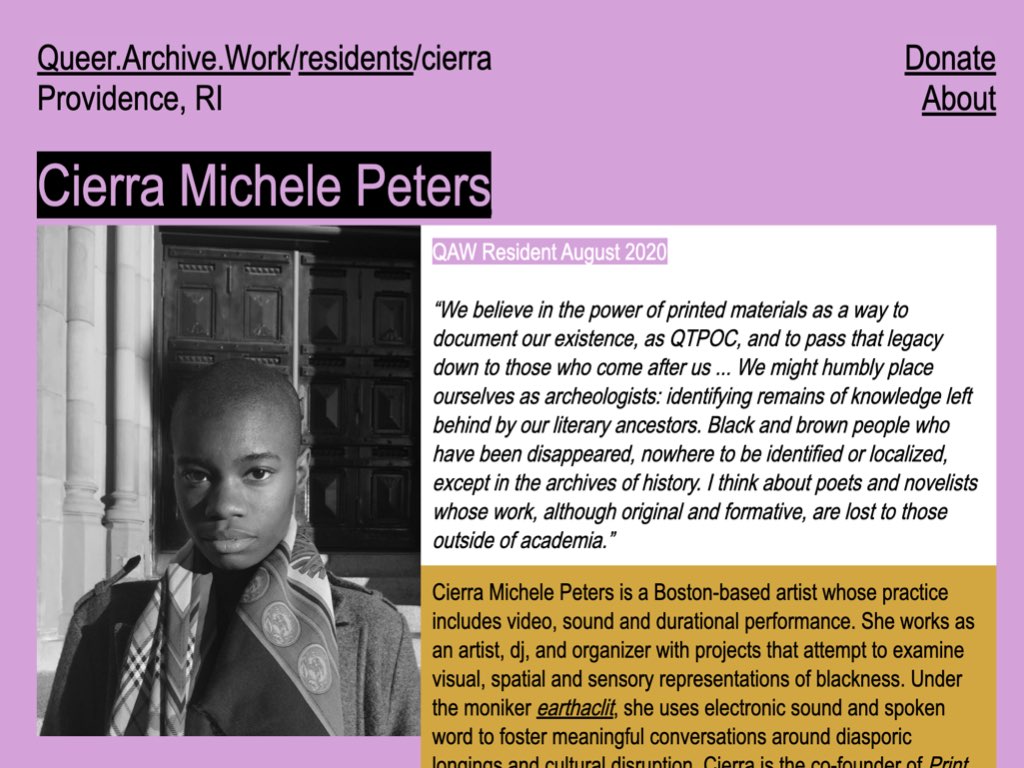 Queer.Archive.Work/residents/cierra
Providence, RI
Donate
About
Cierra Michele Peters
QAW Resident August 2020
“We believe in the power of printed materials as a way to
document our existence, as QTPOC, and to pass that legacy
down to those who come after us ... We might humbly place
ourselves as archeologists: identifying remains of knowledge left
behind by our literary ancestors. Black and brown people who
have been disappeared, nowhere to be identified or localized,
except in the archives of history. I think about poets and novelists
whose work, although original and formative, are lost to those
outside of academia.”
Cierra Michele Peters is a Boston-based artist whose practice
includes video, sound and durational performance. She works as
an artist, dj, and organizer with projects that attempt to examine
visual, spatial and sensory representations of blackness. Under
the moniker earthaclit, she uses electronic sound and spoken
word to foster meaningful conversations around diasporic
longings and cultural disruption. Cierra is the co-founder of Print